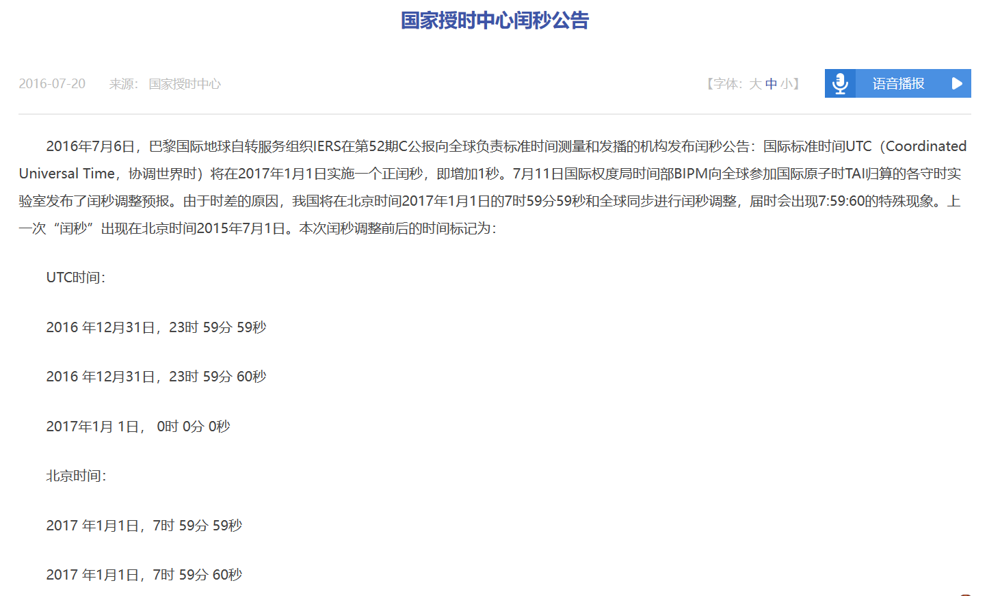 国家授时中心闰秒公告
2016-07-20 来源： 国家授时中心 【字体：大 中 小】 语音播报
2016年7月6日，巴黎国际地球自转服务组织IERS在第52期C公报向全球负责标准时间测量和发播的机构发布闰秒公告：国际标准时间UTC（Coordinated
Universal Time，协调世界时）将在2017年1月1日实施一个正闰秒，即增加1秒。7月11日国际权度局时间部BIPM向全球参加国际原子时TAI归算的各守时实
验室发布了闰秒调整预报。由于时差的原因，我国将在北京时间2017年1月1日的7时59分59秒和全球同步进行闰秒调整，届时会出现7:59:60的特殊现象。上
一次“闰秒”出现在北京时间2015年7月1日。本次闰秒调整前后的时间标记为：
UTC时间：
2016 年12月31日，23时 59分 59秒
2016 年12月31日，23时 59分 60秒
2017年1月 1日， 0时 0分 0秒
北京时间：
2017 年1月1日，7时 59分 59秒
2017 年1月1日，7时 59分 60秒